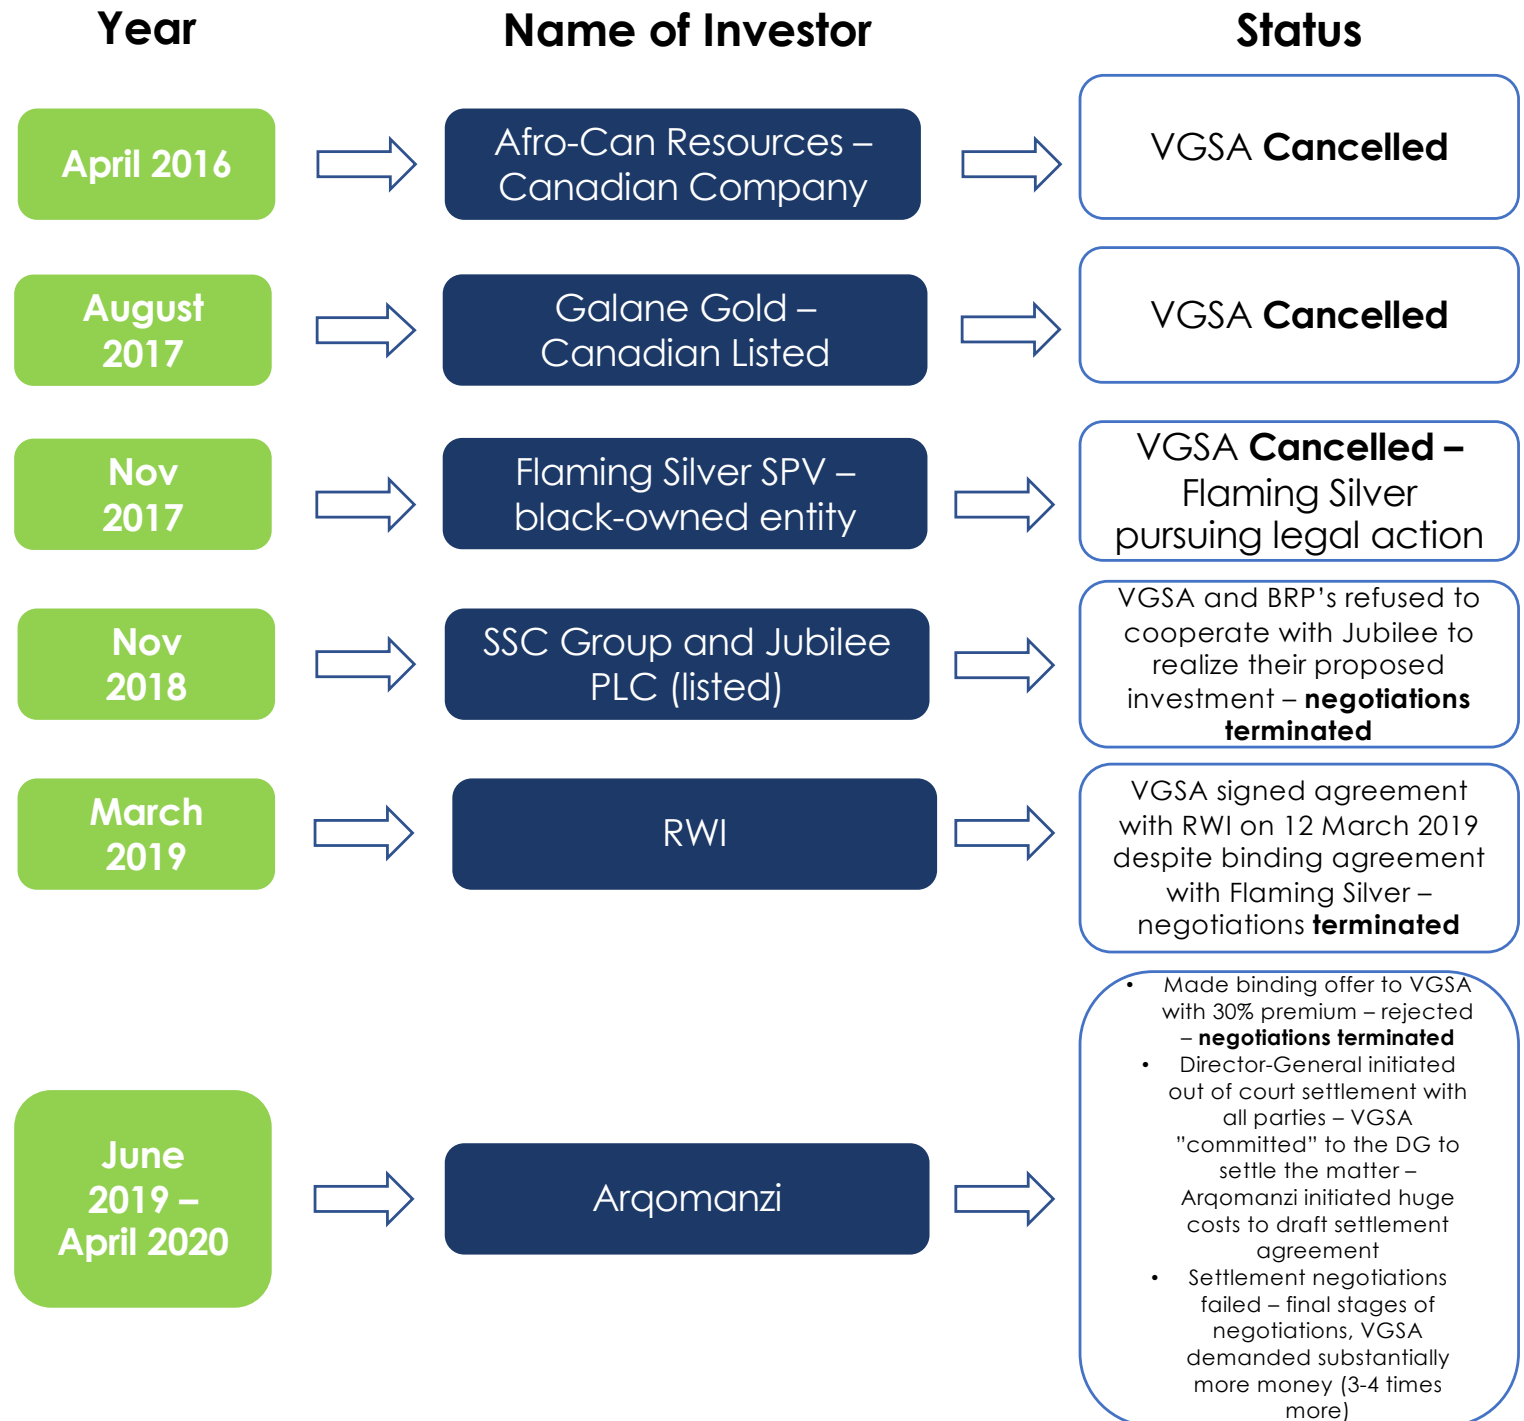 Year
Name of Investor
Status
April 2016
Afro-Can Resources –
Canadian Company
VGSA Cancelled
August
2017
Galane Gold –
Canadian Listed
VGSA Cancelled
Nov
2017
Flaming Silver SPV –
black-owned entity
VGSA Cancelled –
Flaming Silver
pursuing legal action
Nov
2018
SSC Group and Jubilee
PLC (listed)
VGSA and BRP’s refused to
cooperate with Jubilee to
realize their proposed
investment – negotiations
terminated
March
2019
RWI
VGSA signed agreement
with RWI on 12 March 2019
despite binding agreement
with Flaming Silver –
negotiations terminated
June
2019 –
April 2020
Arqomanzi
• Made binding offer to VGSA
with 30% premium – rejected
– negotiations terminated
• Director-General initiated
out of court settlement with
all parties – VGSA
”committed” to the DG to
settle the matter –
Arqomanzi initiated huge
costs to draft settlement
agreement
• Settlement negotiations
failed – final stages of
negotiations, VGSA
demanded substantially
more money (3-4 times
more)